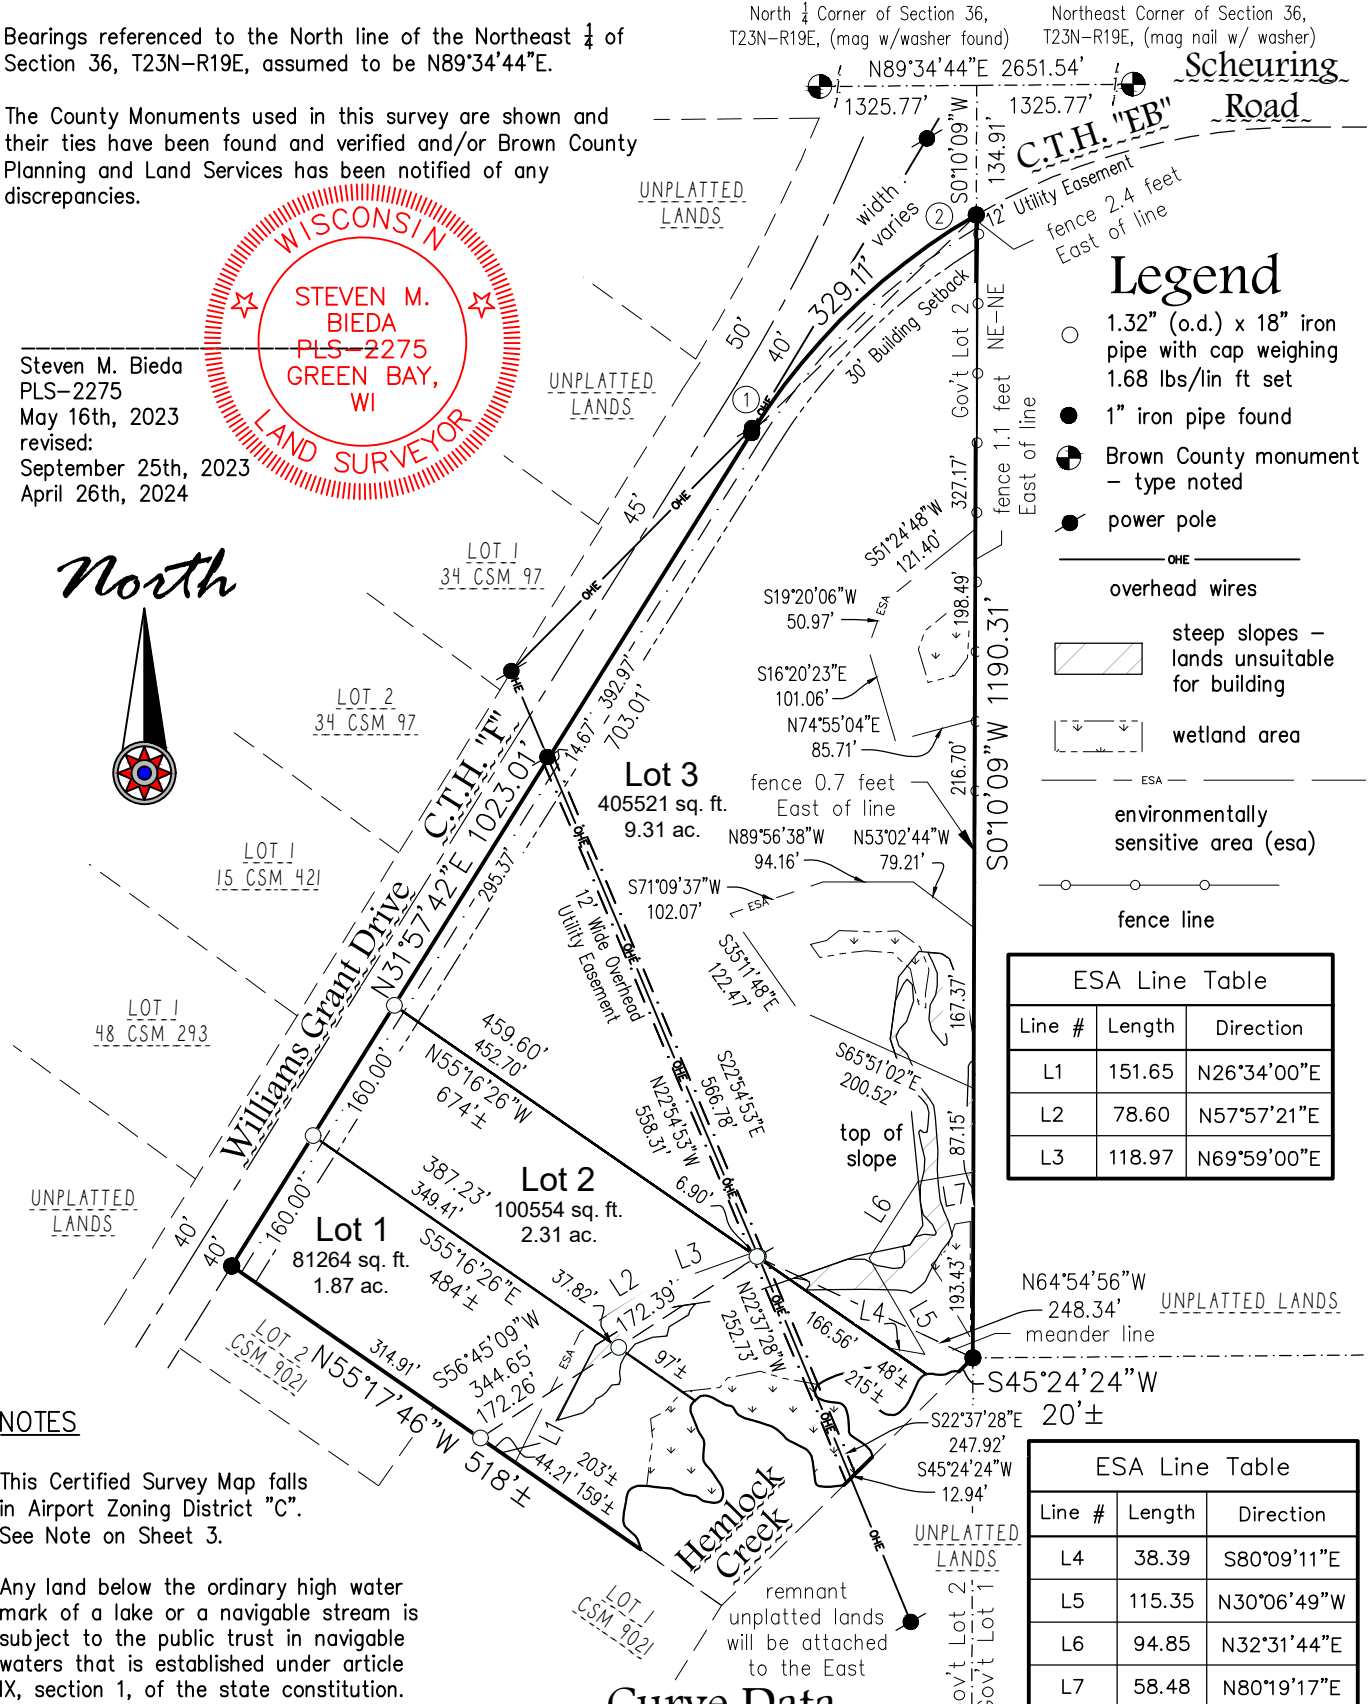 North 1/4 Corner of Section 36,
T23N-R19E, (mag w/washer found)
Northeast Corner of Section 36,
T23N-R19E, (mag nail w/ washer)
Bearings referenced to the North line of the Northeast 1/4 of
Section 36, T23N-R19E, assumed to be N89°34'44"E.
The County Monuments used in this survey are shown and
their ties have been found and verified and/or Brown County
Planning and Land Services has been notified of any
discrepancies.
N89°34'44"E 2651.54'
1325.77'
1325.77'
Scheuring
Road
C.T.H. "EB"
S0°10'09"W
134.91'
12' Utility Easement
fence 2.4 feet
East of line
width
varies
2
329.11'
30' Building Setback
UNPLATTED
LANDS
50'
40'
1
OHE
WISCONSIN
STEVEN M.
BIEDA
PLS-2275
GREEN BAY,
WI
LAND SURVEYOR
Steven M. Bieda
PLS-2275
May 16th, 2023
revised:
September 25th, 2023
April 26th, 2024
UNPLATTED
LANDS
45'
OHE
OHE
OHE
Legend
1.32" (o.d.) x 18" iron
pipe with cap weighing
1.68 lbs/lin ft set
1" iron pipe found
Brown County monument
- type noted
power pole
OHE
overhead wires
steep slopes -
lands unsuitable
for building
wetland area
ESA
environmentally
sensitive area (esa)
fence line
Gov't Lot 2
NE-NE
327.17'
fence 1.1 feet
East of line
S51°24'48"W
121.40'
S19°20'06"W
50.97'
ESA
198.49'
S16°20'23"E
101.06'
N74°55'04"E
85.71'
S0°10'09"W 1190.31'
216.70'
fence 0.7 feet
East of line
North
LOT 1
34 CSM 97
LOT 2
34 CSM 97
LOT 1
15 CSM 421
LOT 1
48 CSM 293
UNPLATTED
LANDS
C.T.H. "F"
Williams Grant Drive
N31°57'42"E 1023.01'
14.67'
392.97'
703.01'
295.37'
Lot 3
405521 sq. ft.
9.31 ac.
N89°56'38"W
94.16'
N53°02'44"W
79.21'
S71°09'37"W
102.07'
ESA
S35°11'48"E
122.47'
OHE
OHE
12' Wide Overhead
Utility Easement
167.37'
S65°51'02"E
200.52'
top of
slope
87.15'
ESA Line Table
Line # Length Direction
L1 151.65 N26°34'00"E
L2 78.60 N57°57'21"E
L3 118.97 N69°59'00"E
459.60'
452.70'
N55°16'26"W
674'±
OHE
S22°54'53"E
566.78'
N22°54'53"W
558.31'
OHE
6.90'
160.00'
160.00'
40'
40'
387.23'
349.41'
S55°16'26"E
484'±
Lot 2
100554 sq. ft.
2.31 ac.
Lot 1
81264 sq. ft.
1.87 ac.
37.82'
L2
L3
172.39'
L6
L7
L4
L5
193.43'
OHE
N22°37'28"W
252.73'
166.56'
48'±
215'±
97'±
N64°54'56"W
248.34'
meander line
UNPLATTED LANDS
S45°24'24"W
20'±
LOT 2
CSM 9021
314.91'
N55°17'46"W 518'±
S56°45'09"W
344.65'
172.26'
ESA
L1
44.21'
203'±
159'±
OHE
S22°37'28"E
247.92'
S45°24'24"W
12.94'
Hemlock
Creek
OHE
UNPLATTED
LANDS
LOT 1
CSM 9021
remnant
unplatted lands
will be attached
to the East
NOTES
This Certified Survey Map falls
in Airport Zoning District "C".
See Note on Sheet 3.
Any land below the ordinary high water
mark of a lake or a navigable stream is
subject to the public trust in navigable
waters that is established under article
IX, section 1, of the state constitution.
ESA Line Table
Line # Length Direction
L4 38.39 S80°09'11"E
L5 115.35 N30°06'49"W
L6 94.85 N32°31'44"E
L7 58.48 N80°19'17"E
Curve Data